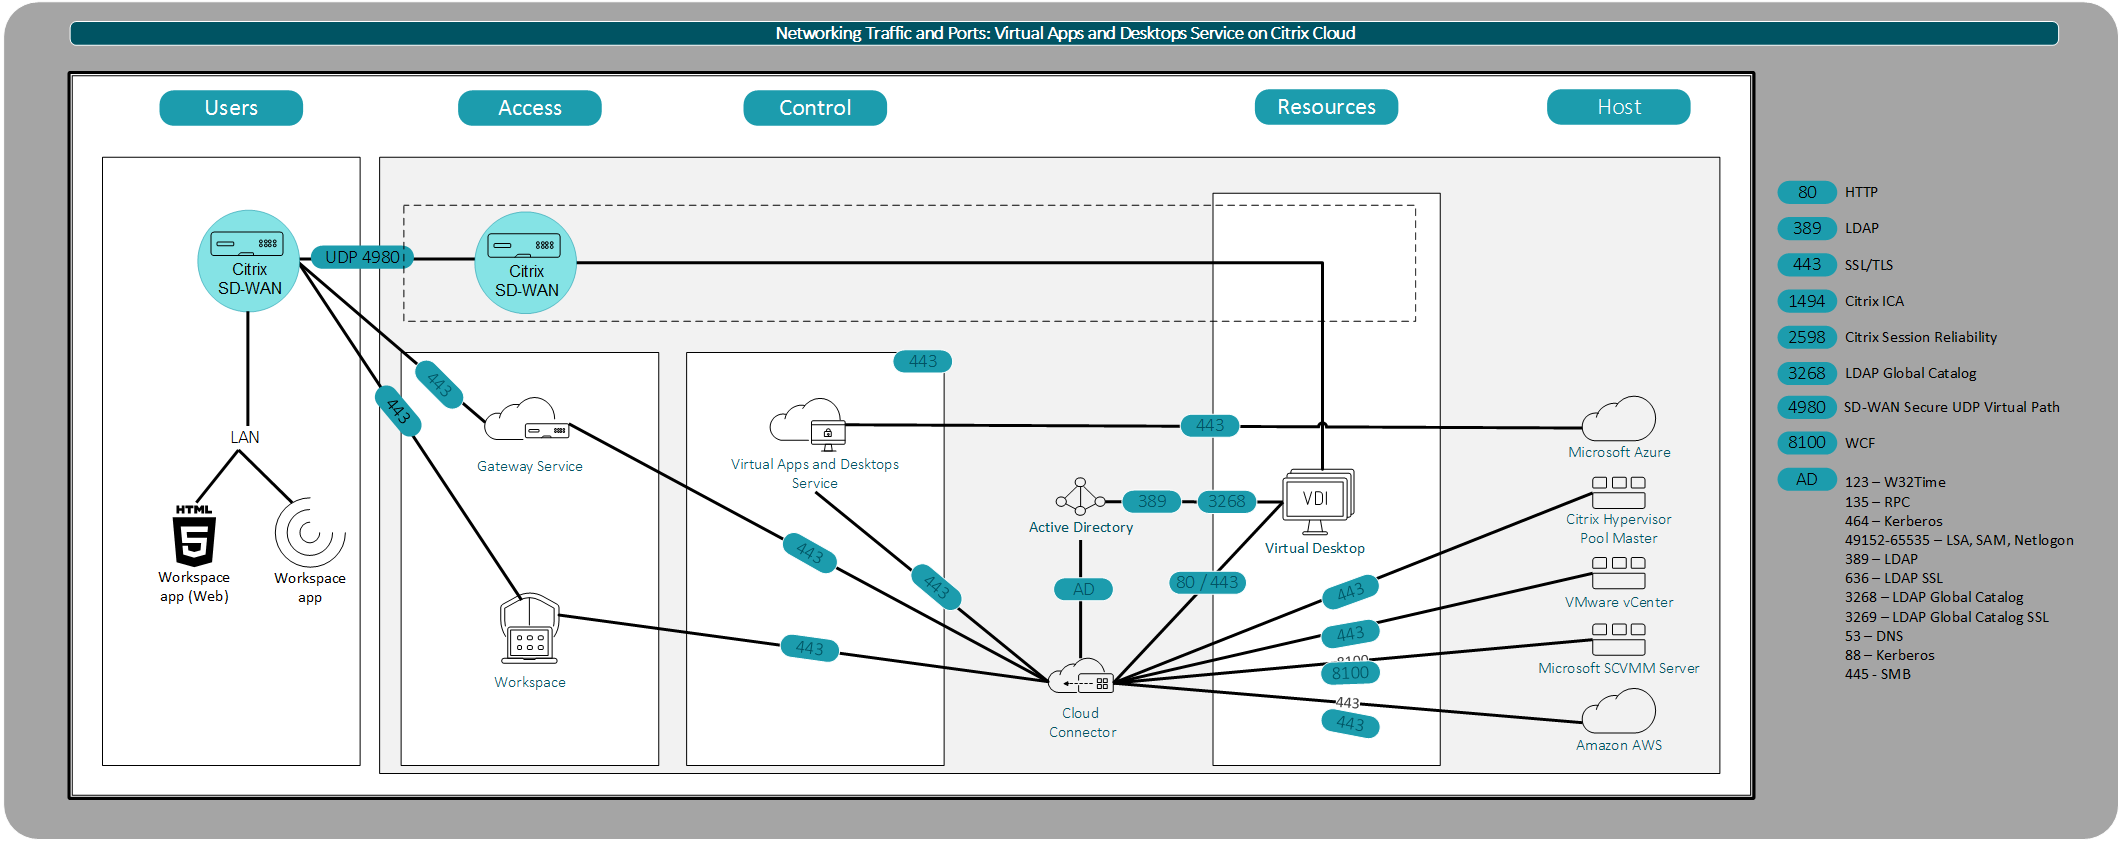 Networking Traffic and Ports: Virtual Apps and Desktops Service on Citrix Cloud
Users
Access
Control
Resources
Host
Citrix
SD-WAN
UDP 4980
Citrix
SD-WAN
443
443
443
LAN
HTML
5
Workspace
app (Web)
Workspace
app
Gateway Service
Workspace
Virtual Apps and Desktops
Service
443
443
443
443
Active Directory
389
3268
AD
80 / 443
VDI
Virtual Desktop
Cloud
Connector
443
443
8100
8100
443
443
Microsoft Azure
Citrix Hypervisor
Pool Master
VMware vCenter
Microsoft SCVMM Server
Amazon AWS
80 HTTP
389 LDAP
443 SSL/TLS
1494 Citrix ICA
2598 Citrix Session Reliability
3268 LDAP Global Catalog
4980 SD-WAN Secure UDP Virtual Path
8100 WCF
AD 123 – W32Time
135 – RPC
464 – Kerberos
49152-65535 – LSA, SAM, Netlogon
389 – LDAP
636 – LDAP SSL
3268 – LDAP Global Catalog
3269 – LDAP Global Catalog SSL
53 – DNS
88 – Kerberos
445 - SMB